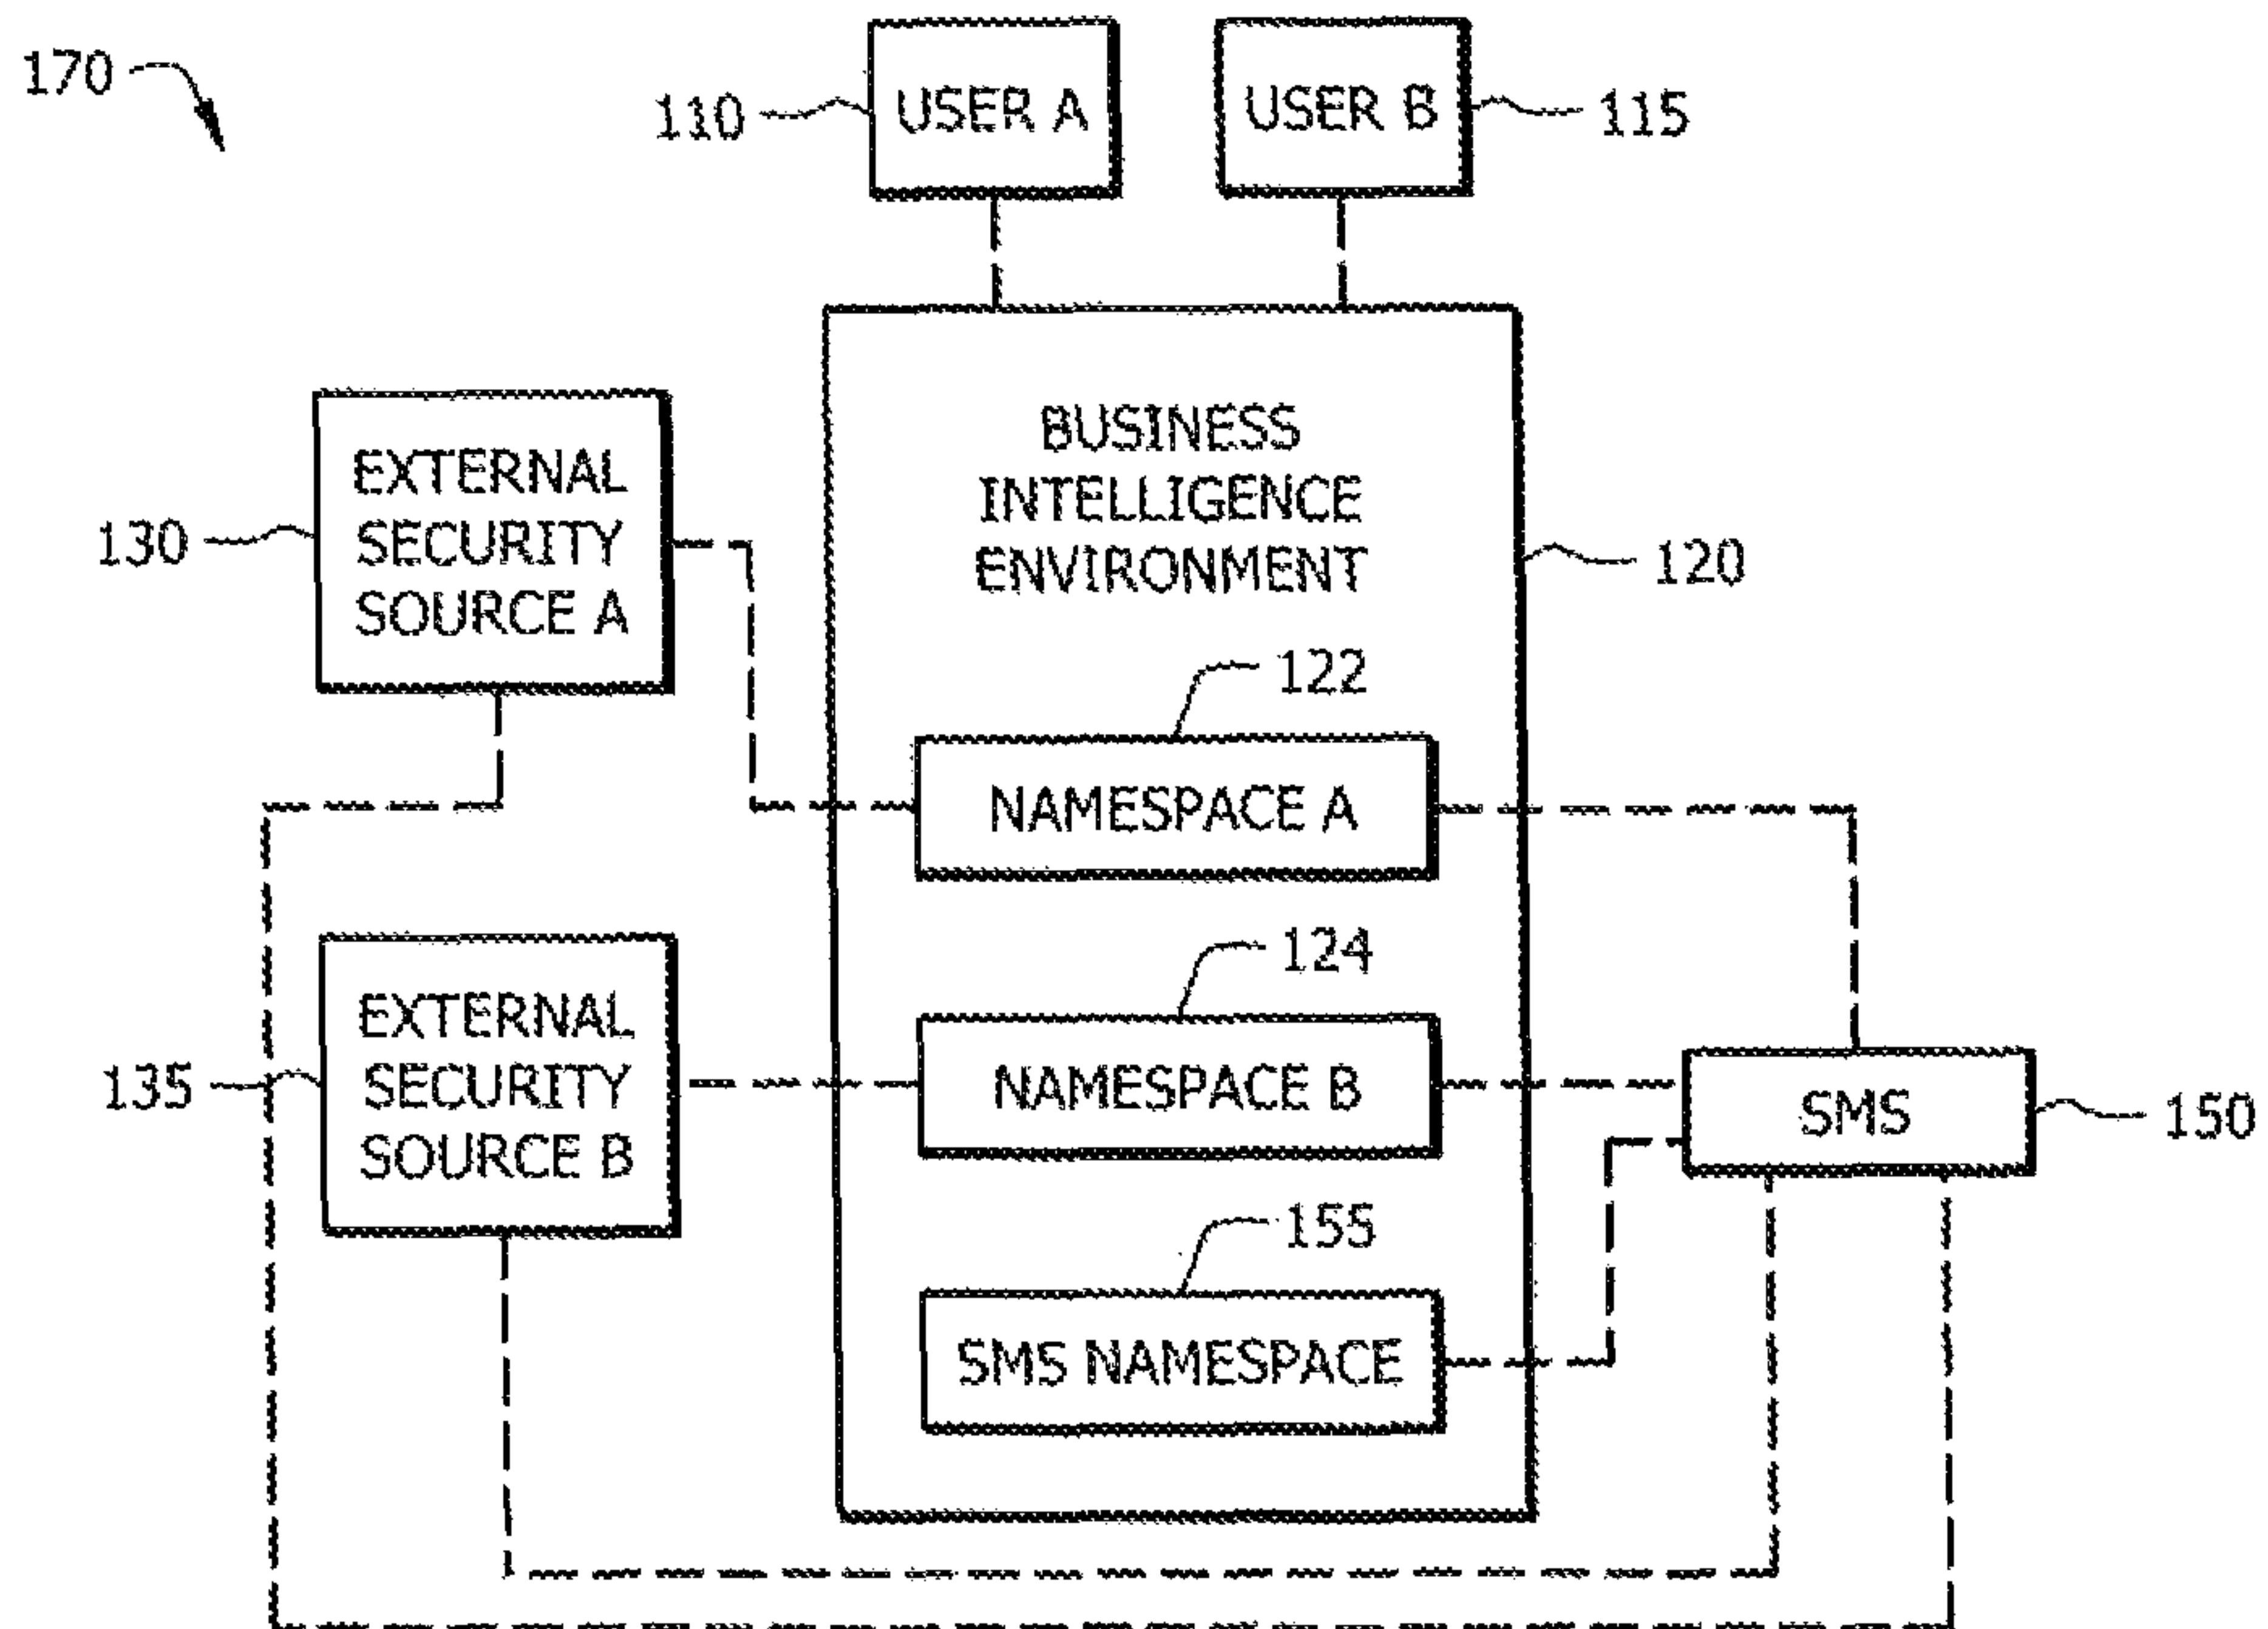 170
110
USER A
USER B
115
EXTERNAL
SECURITY
SOURCE A
130
BUSINESS
INTELLIGENCE
ENVIRONMENT
120
122
NAMESPACE A
124
NAMESPACE B
EXTERNAL
SECURITY
SOURCE B
135
SMS
150
155
SMS NAMESPACE